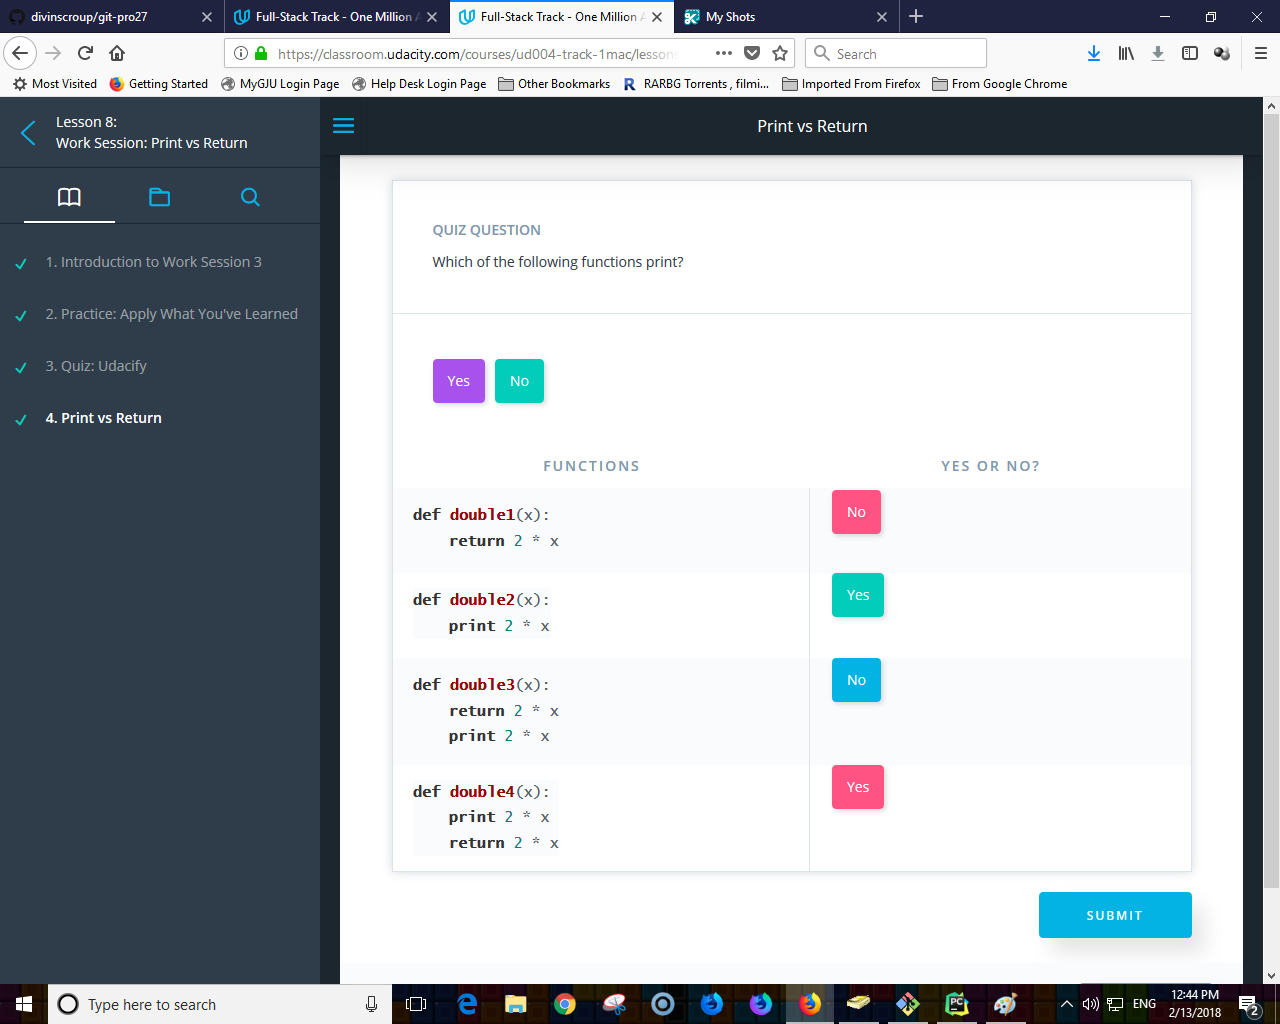 divinscroup/git-pro27
Full-Stack Track - One Million A
Full-Stack Track - One Million A
My Shots
https://classroom.udacity.com/courses/ud004-track-1mac/lessons
Search
Most Visited
Getting Started
MyGJU Login Page
Help Desk Login Page
Other Bookmarks
R RARBG Torrents , filmi...
Imported From Firefox
From Google Chrome
Lesson 8:
Work Session: Print vs Return
Print vs Return
1. Introduction to Work Session 3
2. Practice: Apply What You've Learned
3. Quiz: Udacify
4. Print vs Return
QUIZ QUESTION
Which of the following functions print?
Yes
No
FUNCTIONS
YES OR NO?
def double1(x):
return 2 * x
No
def double2(x):
print 2 * x
Yes
def double3(x):
return 2 * x
print 2 * x
No
def double4(x):
print 2 * x
return 2 * x
Yes
SUBMIT
Type here to search
PC
ENG
12:44 PM
2/13/2018
2